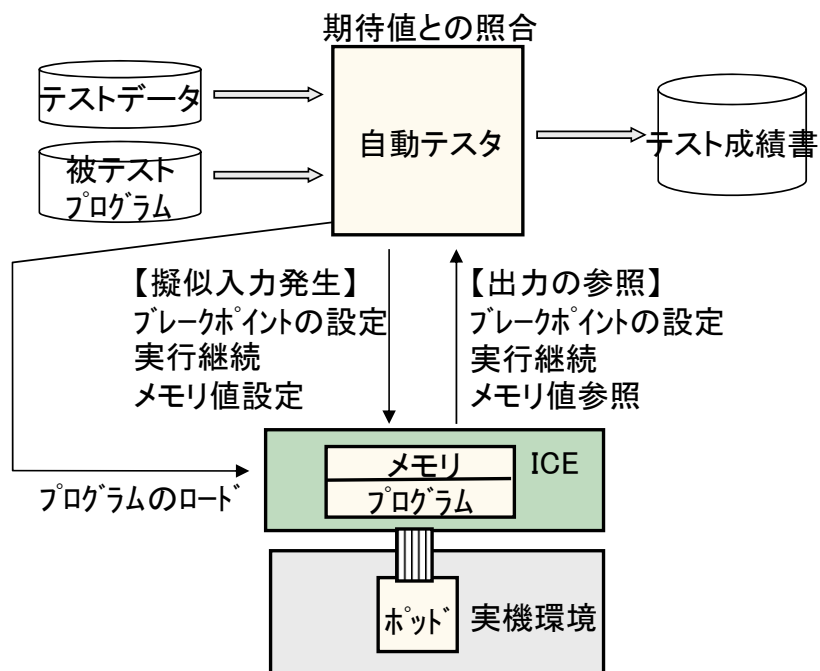 期待値との照合
テストデータ
自動テスタ
テスト成績書
被テスト
ﾌﾟﾛｸﾞﾗﾑ
【擬似入力発生】
ﾌﾞﾚｰｸﾎﾟｲﾝﾄの設定
実行継続
メモリ値設定
【出力の参照】
ﾌﾞﾚｰｸﾎﾟｲﾝﾄの設定
実行継続
メモリ値参照
メモリ
ICE
ﾌﾟﾛｸﾞﾗﾑ
ﾌﾟﾛｸﾞﾗﾑのﾛｰﾄﾞ
ﾎﾟｯﾄﾞ
実機環境